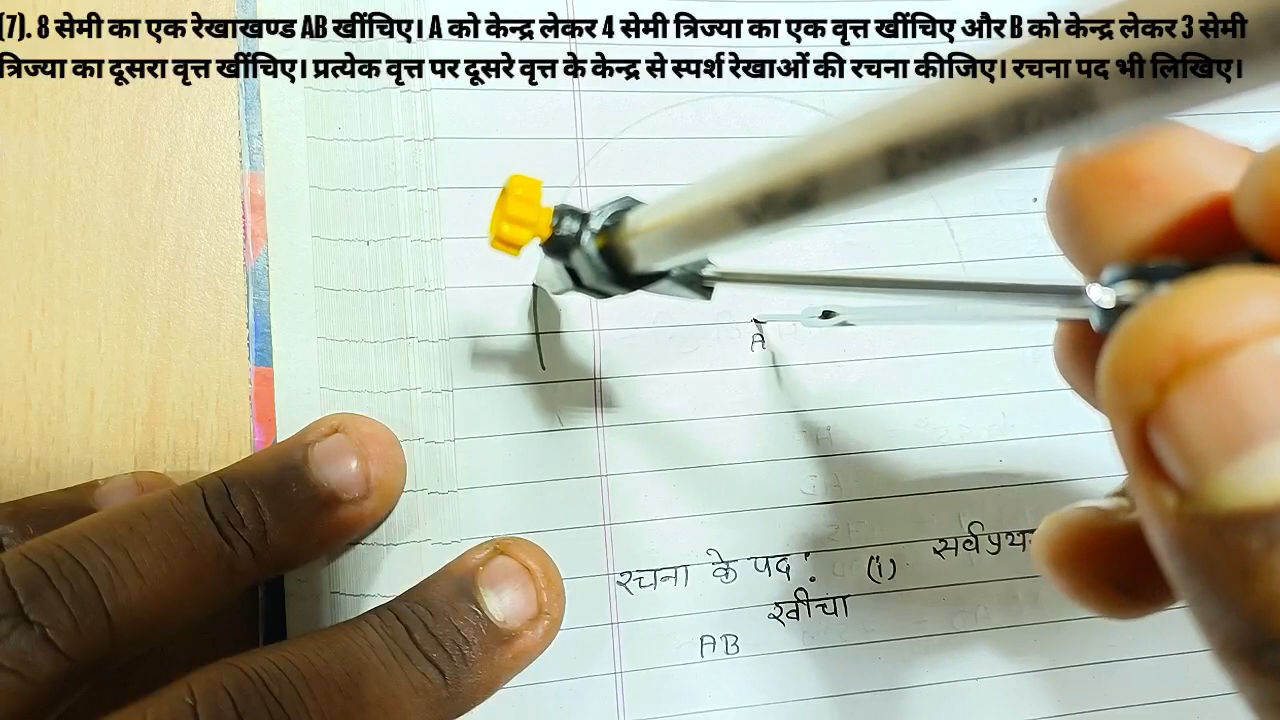 (7). 8 सेमी का एक रेखाखण्ड AB खींचिए। A को केन्द्र लेकर 4 सेमी त्रिज्या का एक वृत्त खींचिए और B को केन्द्र लेकर 3 सेमी
त्रिज्या का दूसरा वृत्त खींचिए। प्रत्येक वृत्त पर दूसरे वृत्त के केन्द्र से स्पर्श रेखाओं की रचना कीजिए। रचना पद भी लिखिए।
A
रचना के पद : (i) सर्वप्रथ
खींचा
AB